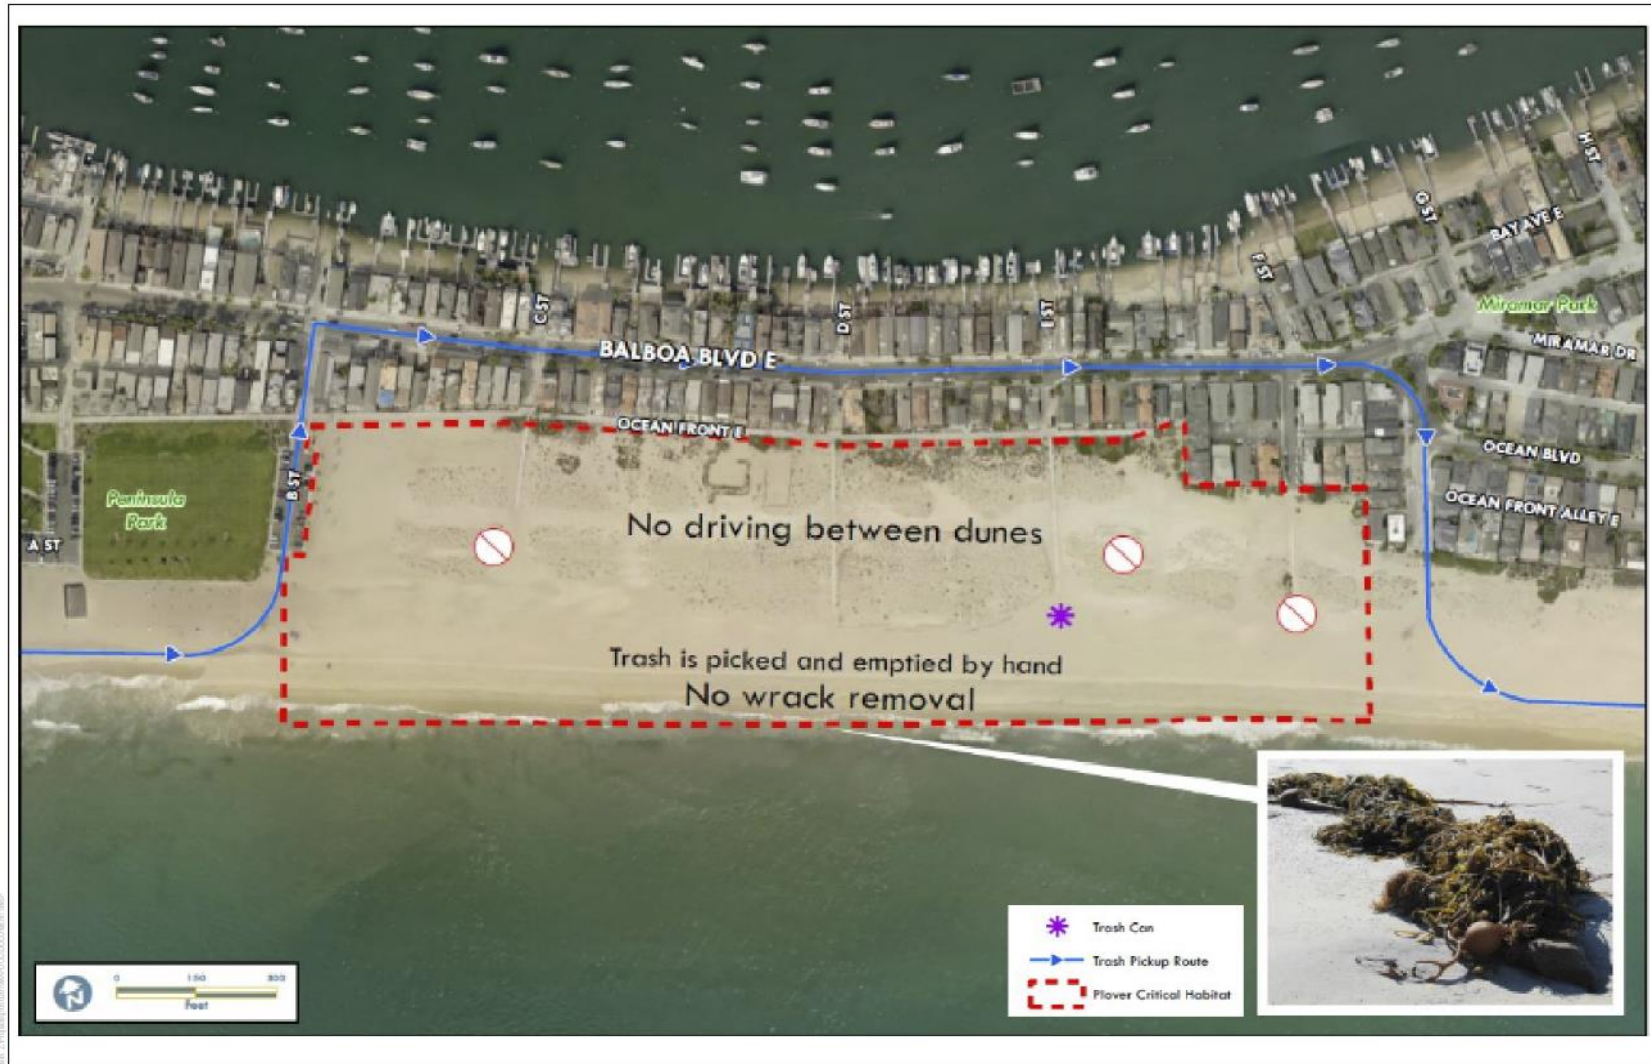 H ST
G ST
BAY AVE E
F ST
Miramar Park
C ST
D ST
E ST
MIRAMAR DR
BALBOA BLVD E
OCEAN FRONT E
OCEAN BLVD
B ST
Peninsula
Park
OCEAN FRONT ALLEY E
No driving between dunes
A ST
Trash is picked and emptied by hand
No wrack removal
Trash Can
Trash Pickup Route
Plover Critical Habitat
0 150 300
Feet
N